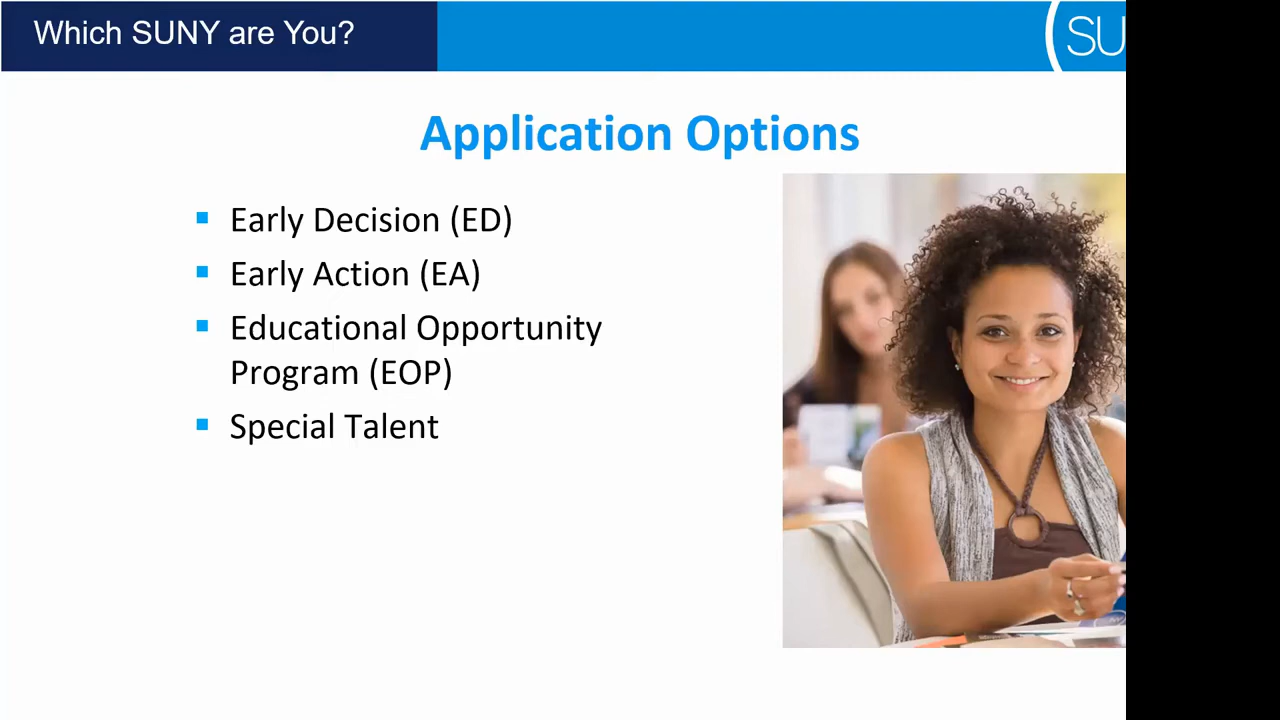 Which SUNY are You?
SU
Application Options
Early Decision (ED)
Early Action (EA)
Educational Opportunity
Program (EOP)
Special Talent